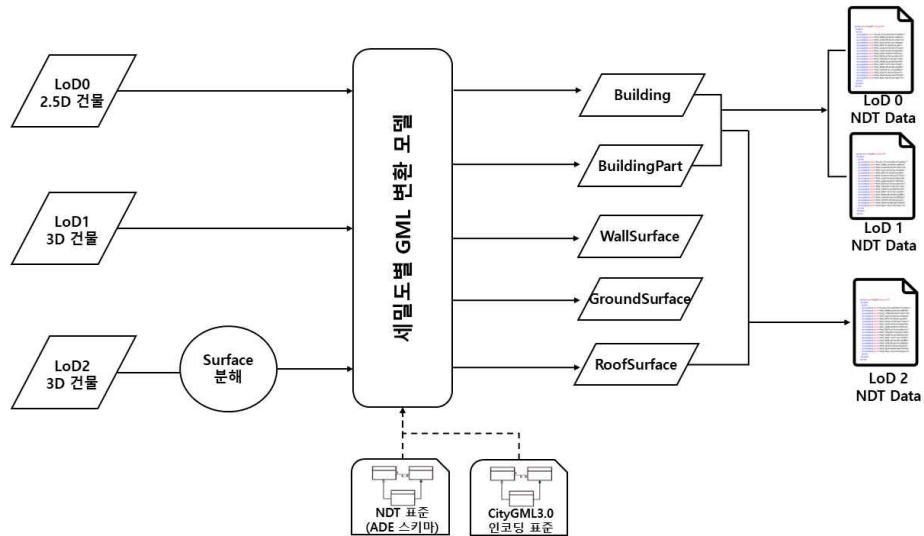 LoD0
2.5D 건물
LoD1
3D 건물
LoD2
3D 건물
Surface
분해
세밀도별 GML 변환 모델
Building
BuildingPart
WallSurface
GroundSurface
RoofSurface
LoD 0
NDT Data
LoD 1
NDT Data
LoD 2
NDT Data
NDT 표준
(ADE 스키마)
CityGML3.0
인코딩 표준